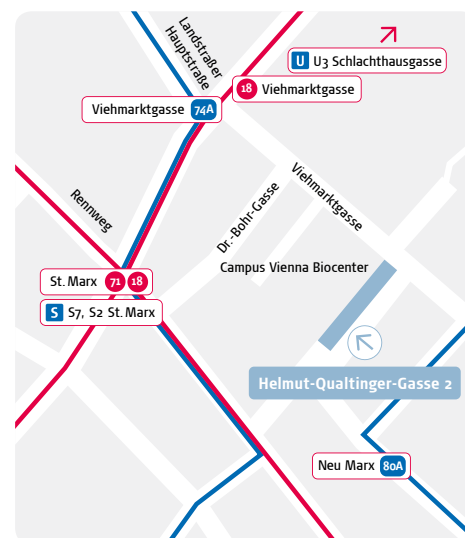 Landstraßer
Hauptstraße
U U3 Schlachthausgasse
18 Viehmarktgasse
Viehmarktgasse 74A
Viehmarktgasse
Rennweg
Dr.-Bohr-Gasse
Campus Vienna Biocenter
St. Marx 71 18
S S7, S2 St. Marx
Helmut-Qualtinger-Gasse 2
Neu Marx 80A